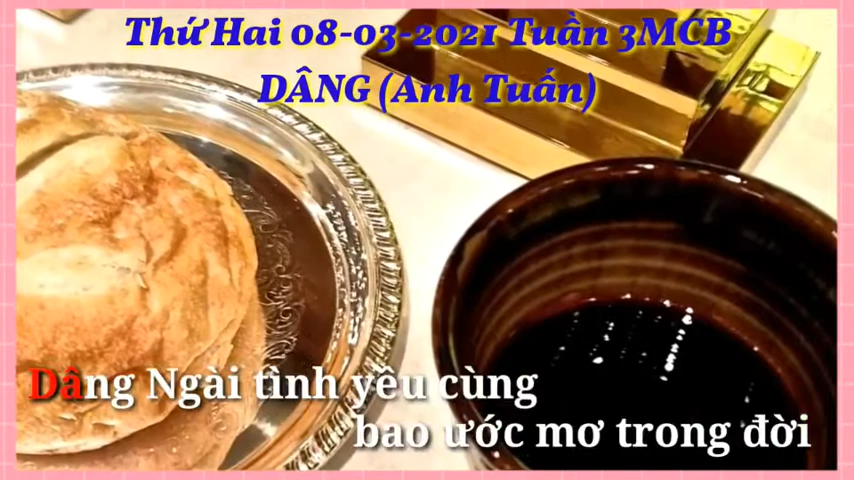 Thứ Hai 08-03-2021 Tuần 3MCB
DÂNG (Anh Tuấn)
Dâng Ngài tình yêu cùng
bao ước mơ trong đời